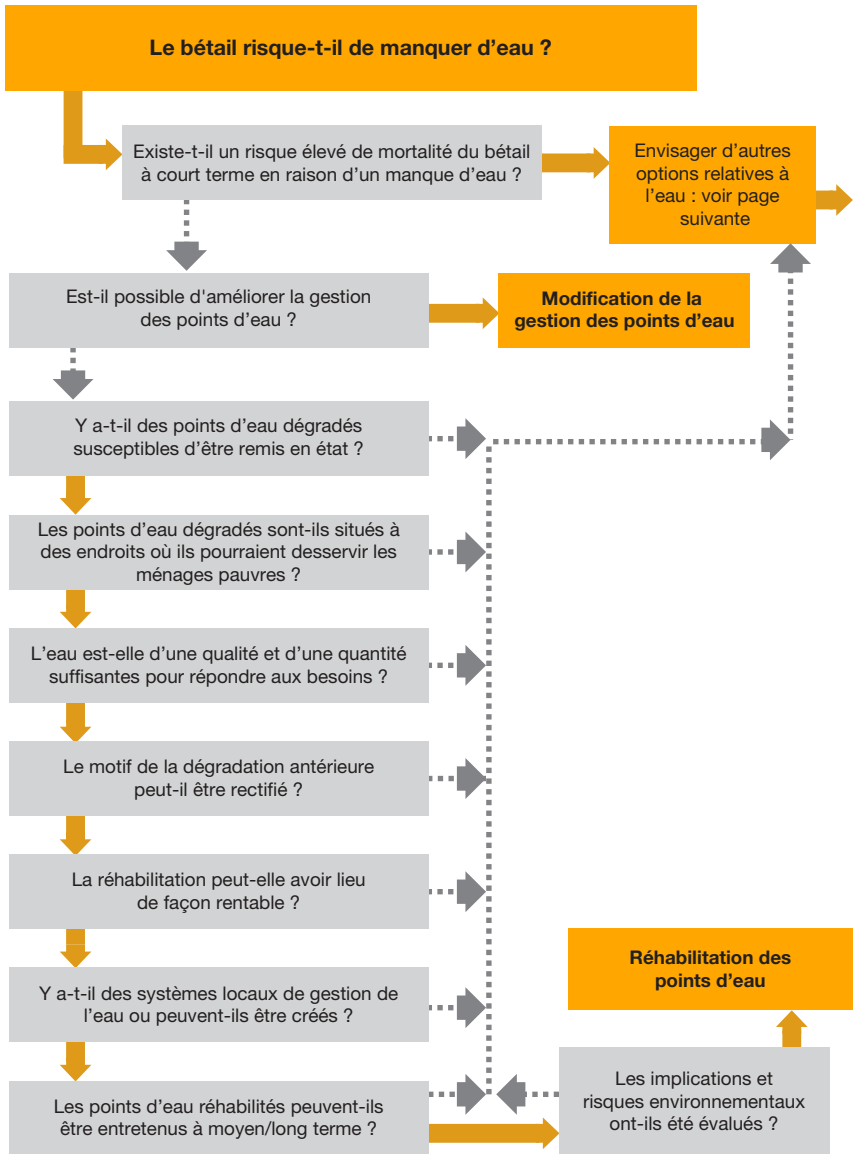 Le bétail risque-t-il de manquer d’eau ?
Existe-t-il un risque élevé de mortalité du bétail
à court terme en raison d’un manque d’eau ?
Envisager d’autres
options relatives à
l’eau : voir page
suivante
Est-il possible d'améliorer la gestion
des points d’eau ?
Modification de la
gestion des points d’eau
Y a-t-il des points d’eau dégradés
susceptibles d’être remis en état ?
Les points d’eau dégradés sont-ils situés à
des endroits où ils pourraient desservir les
ménages pauvres ?
L’eau est-elle d’une qualité et d’une quantité
suffisantes pour répondre aux besoins ?
Le motif de la dégradation antérieure
peut-il être rectifié ?
La réhabilitation peut-elle avoir lieu
de façon rentable ?
Y a-t-il des systèmes locaux de gestion de
l’eau ou peuvent-ils être créés ?
Les points d’eau réhabilités peuvent-ils
être entretenus à moyen/long terme ?
Réhabilitation des
points d’eau
Les implications et
risques environnementaux
ont-ils été évalués ?